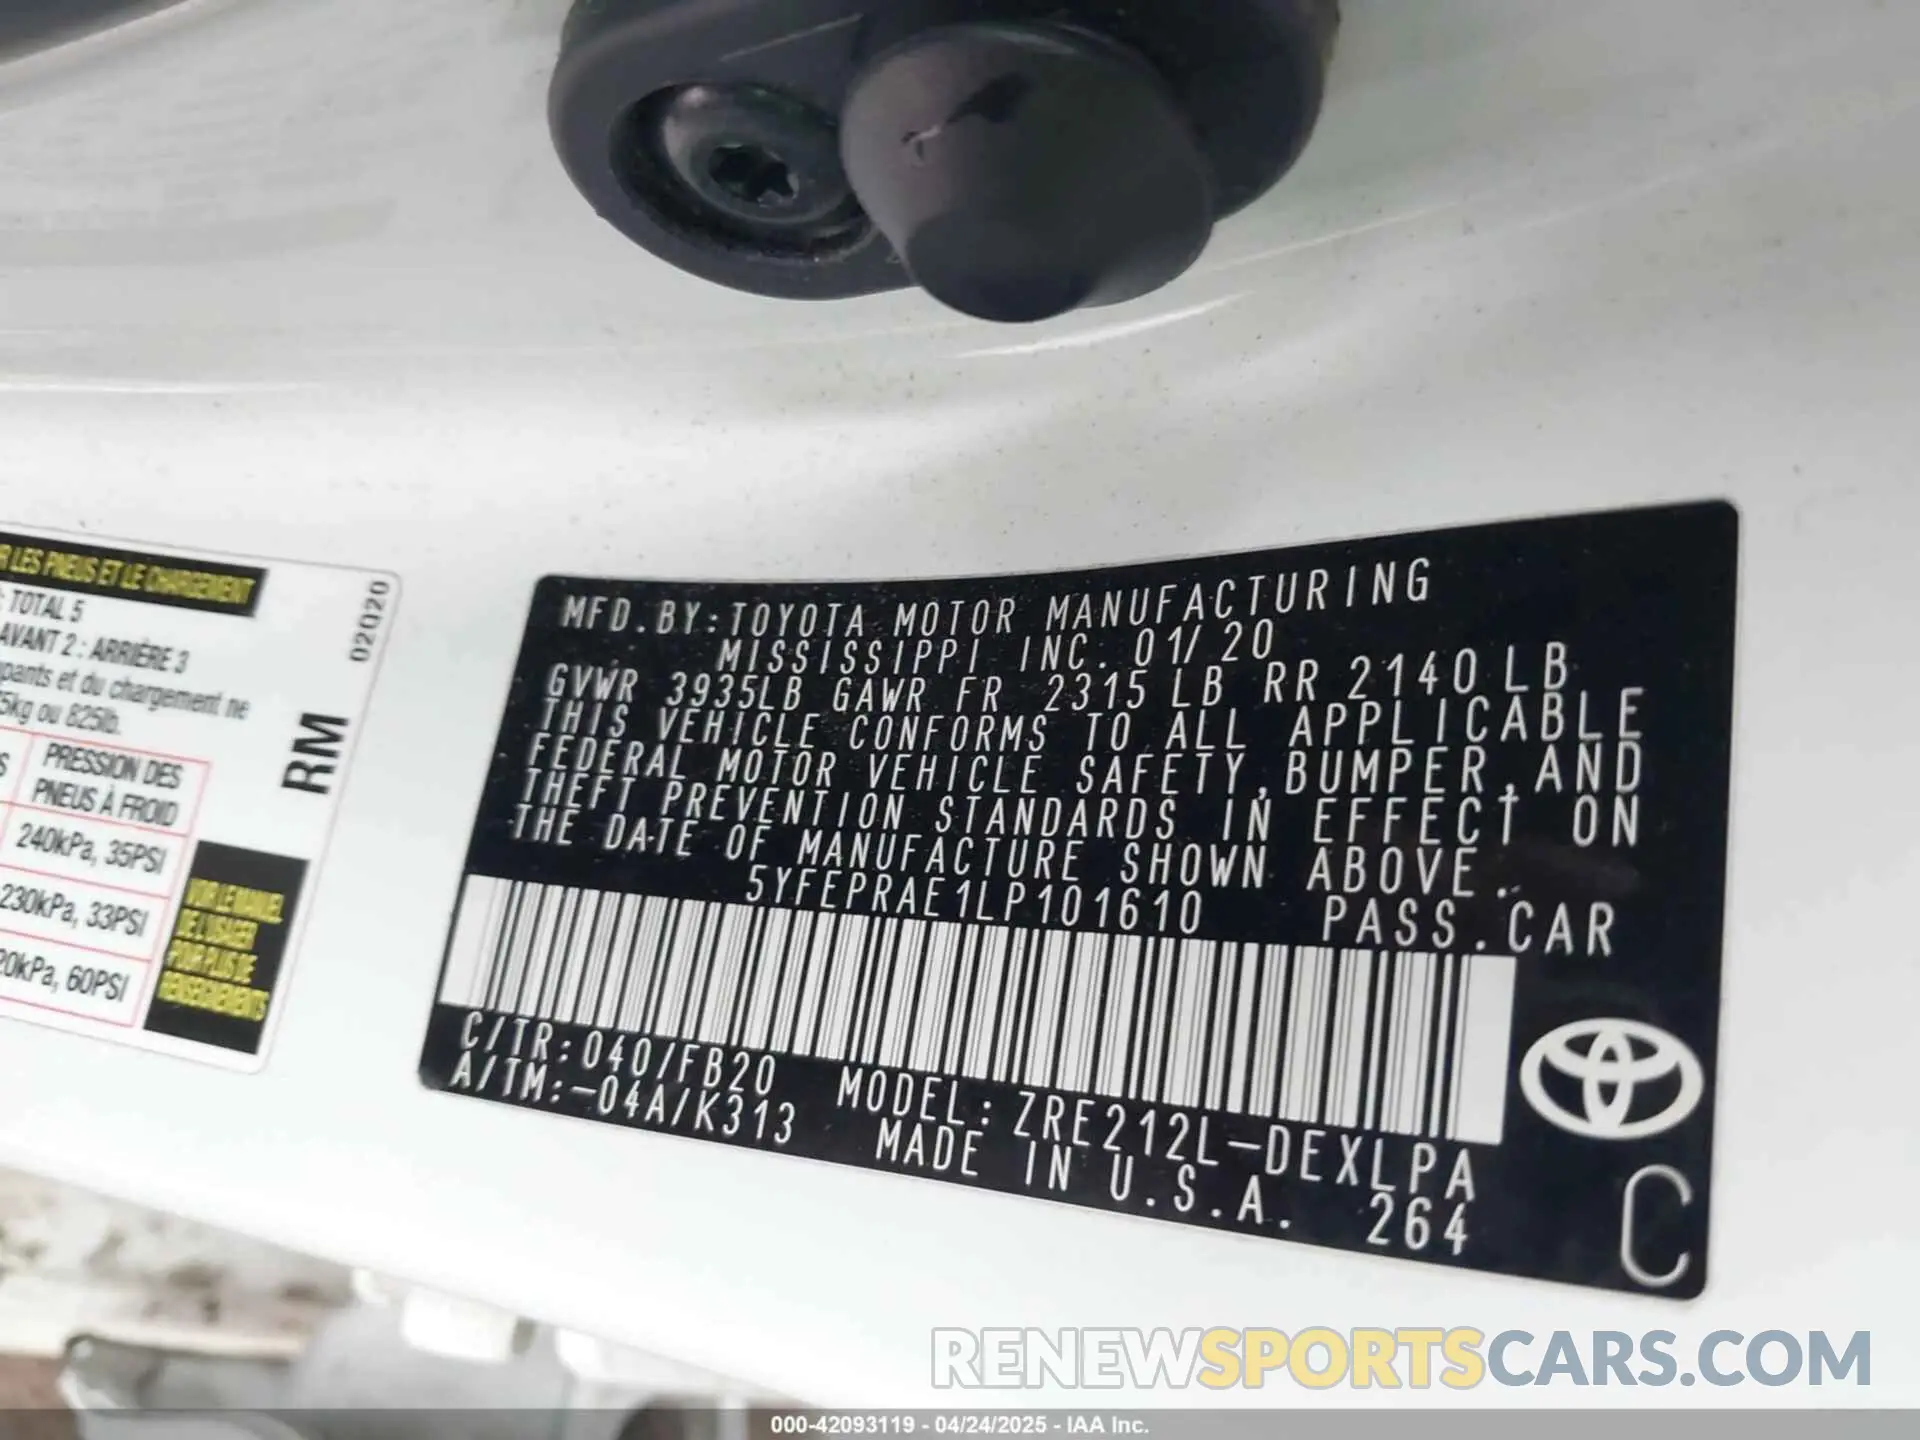 R LES PNEUS ET LE CHARGEMENT
: TOTAL 5
AVANT 2 : ARRIÈRE 3
pants et du chargement ne
5kg ou 825lb.
S
PRESSION DES
PNEUS À FROID
240kPa, 35PSI
230kPa, 33PSI
20kPa, 60PSI
VOIR LE MANUEL
DE L'USAGER
POUR PLUS DE
RENSEIGNEMENTS
02Q20
RM
MFD. BY: TOYOTA MOTOR MANUFACTURING
MISSISSIPPI INC. 01/20
GVWR 3935LB GAWR FR 2315 LB RR 2140 LB
THIS VEHICLE CONFORMS TO ALL APPLICABLE
FEDERAL MOTOR VEHICLE SAFETY, BUMPER, AND
THEFT PREVENTION STANDARDS IN EFFECT ON
THE DATE OF MANUFACTURE SHOWN ABOVE.
5YFEPRAE1LP101610 PASS. CAR
C/TR: 040/FB20 MODEL: ZRE212L-DEXLPA
A/TM: -04A/K313 MADE IN U.S.A. 264
C
RENEWSPORTSCARS.COM
000-42093119 - 04/24/2025 - IAA Inc.